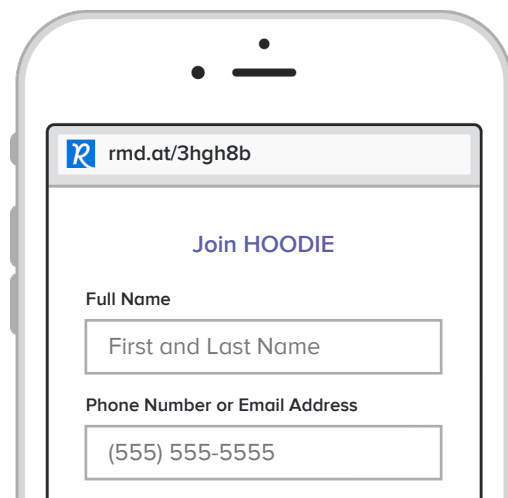 rmd.at/3hgh8b
Join HOODIE
Full Name
First and Last Name
Phone Number or Email Address
(555) 555-5555